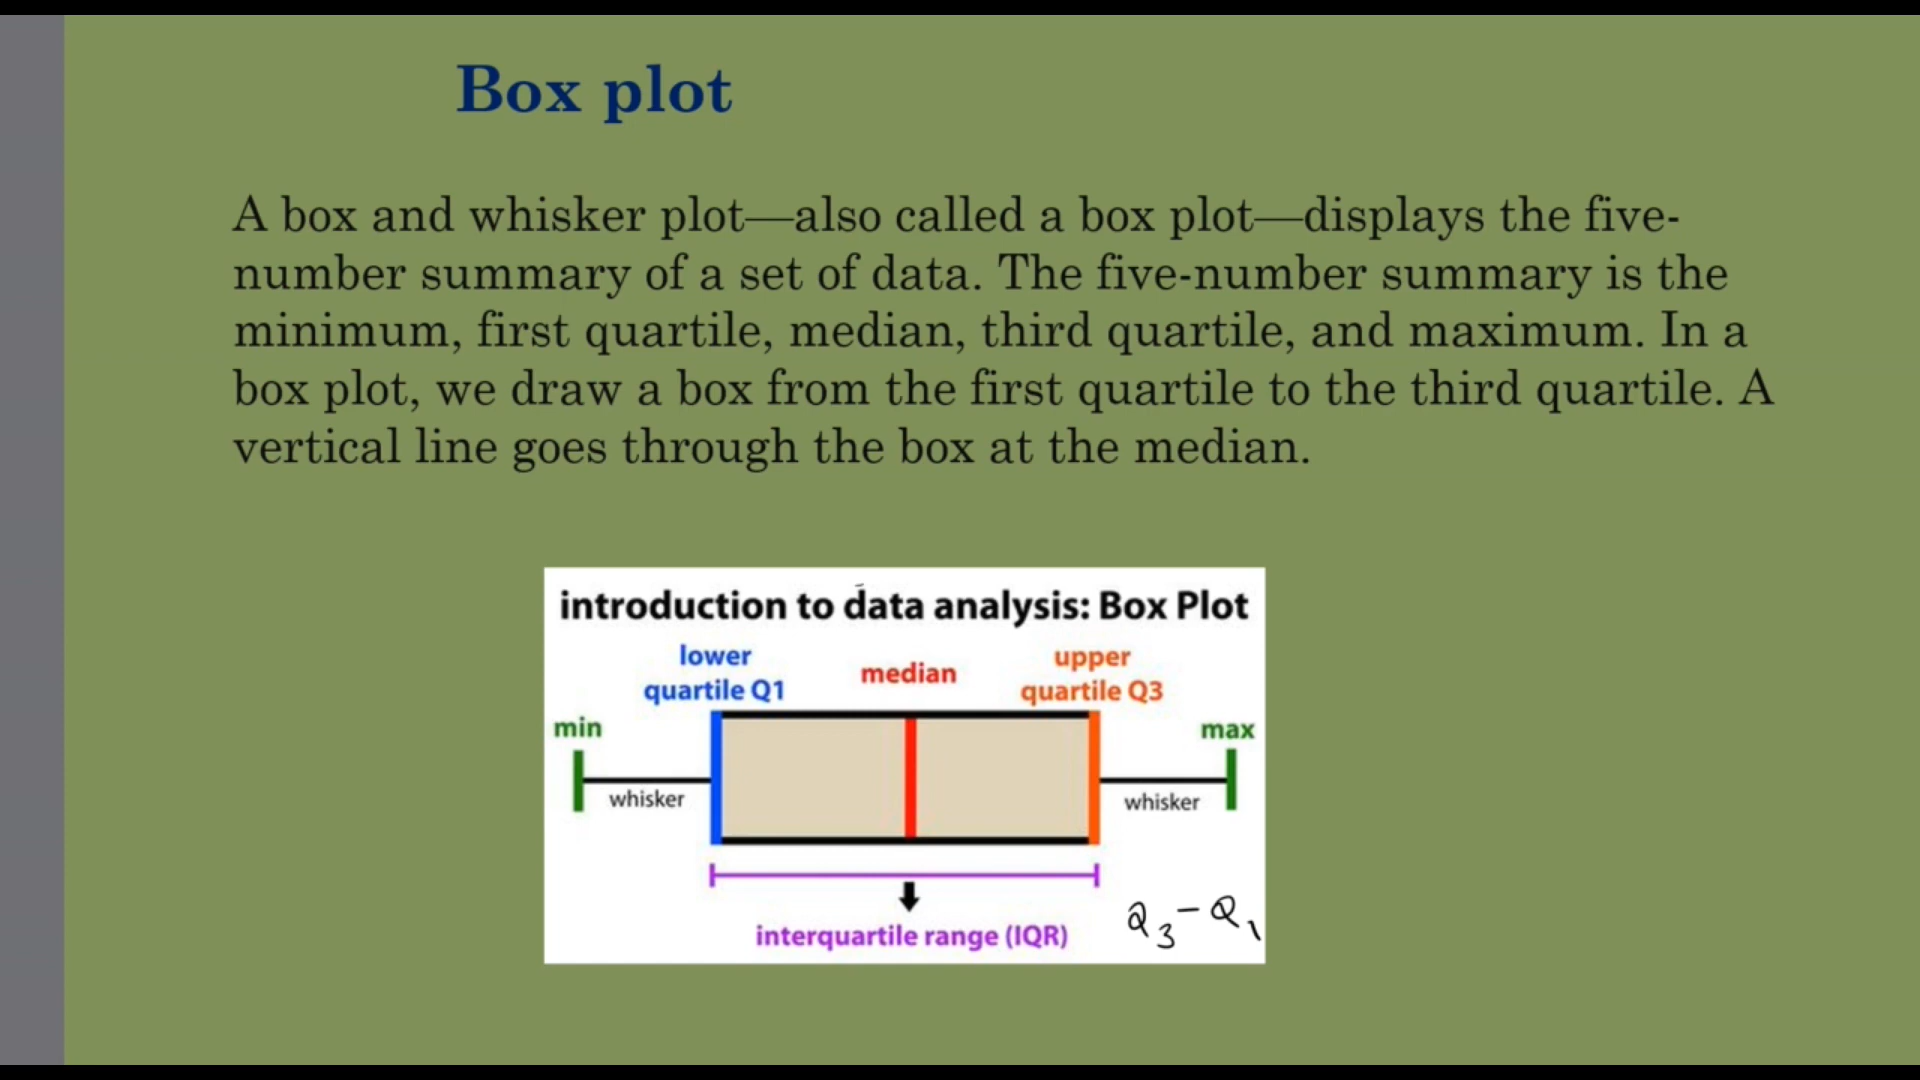 Box plot
A box and whisker plot—also called a box plot—displays the five-
number summary of a set of data. The five-number summary is the
minimum, first quartile, median, third quartile, and maximum. In a
box plot, we draw a box from the first quartile to the third quartile. A
vertical line goes through the box at the median.
introduction to data analysis: Box Plot
lower
quartile Q1
median
upper
quartile Q3
min
max
whisker
whisker
interquartile range (IQR)
Q3-Q1